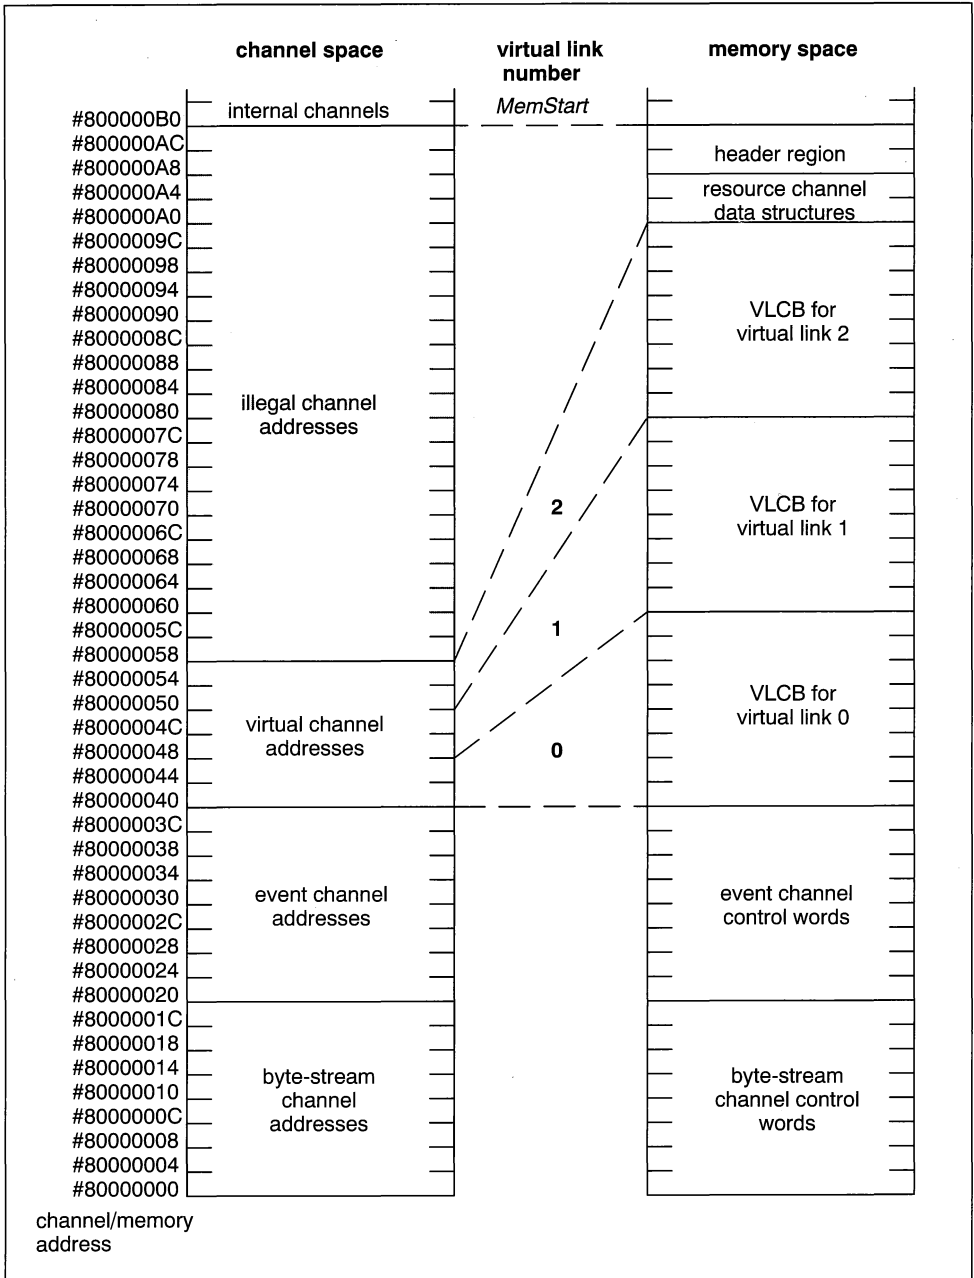 channel space
virtual link
number
memory space
MemStart
#800000B0
internal channels
#800000AC
#800000A8
header region
#800000A4
resource channel
data structures
#800000A0
#8000009C
#80000098
#80000094
#80000090
VLCB for
virtual link 2
#8000008C
#80000088
#80000084
#80000080
illegal channel
addresses
#8000007C
#80000078
#80000074
#80000070
2
VLCB for
virtual link 1
#8000006C
#80000068
#80000064
#80000060
#8000005C
1
#80000058
#80000054
#80000050
VLCB for
virtual link 0
#8000004C
virtual channel
addresses
#80000048
0
#80000044
#80000040
#8000003C
#80000038
#80000034
#80000030
event channel
addresses
event channel
control words
#8000002C
#80000028
#80000024
#80000020
#8000001C
#80000018
#80000014
#80000010
byte-stream
channel
addresses
byte-stream
channel control
words
#8000000C
#80000008
#80000004
#80000000
channel/memory
address